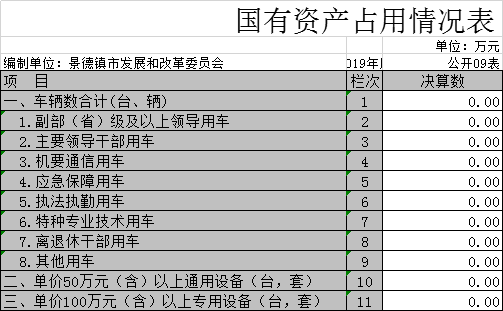 国有资产占用情况表
单位：万元
编制单位：景德镇市发展和改革委员会 019年 公开09表
项 目 栏次 决算数
一、车辆数合计(台、辆) 1 0.00
1.副部（省）级及以上领导用车 2 0.00
2.主要领导干部用车 3 0.00
3.机要通信用车 4 0.00
4.应急保障用车 5 0.00
5.执法执勤用车 6 0.00
6.特种专业技术用车 7 0.00
7.离退休干部用车 8 0.00
8.其他用车 9 0.00
二、单价50万元（含）以上通用设备（台，套） 10 0.00
三、单价100万元（含）以上专用设备（台，套） 11 0.00